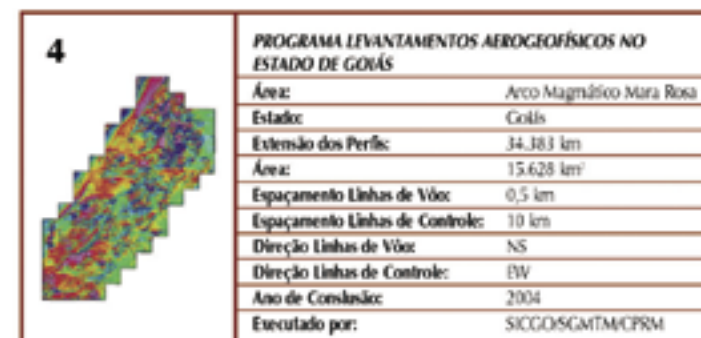 4
PROGRAMA LEVANTAMENTOS AEROGEOFÍSICOS NO
ESTADO DE GOIÁS
Área: Arco Magmático Mara Rosa
Estado: Goiás
Extensão dos Perfis: 34.383 km
Área: 15.628 km²
Espaçamento Linhas de Vôo: 0,5 km
Espaçamento Linhas de Controle: 10 km
Direção Linhas de Vôo: NS
Direção Linhas de Controle: EW
Ano de Conslusão: 2004
Executado por: SICGO/SGMTM/CPRM